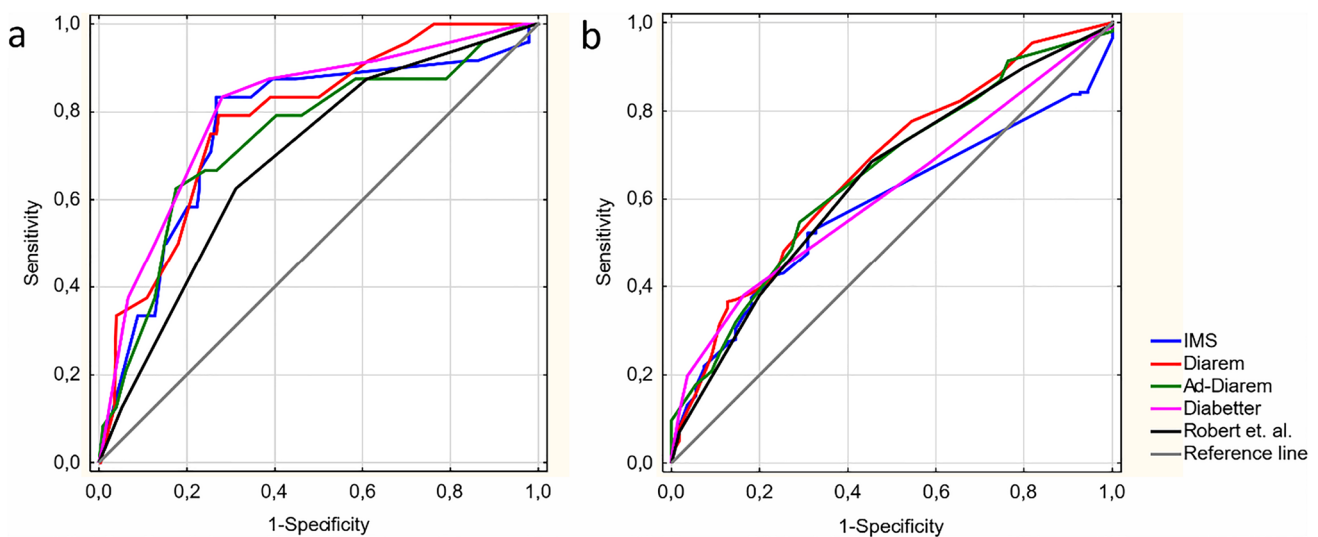 a
1,0
0,8
0,6
0,4
0,2
0,0
Sensitivity
0,0 0,2 0,4 0,6 0,8 1,0
1-Specificity
b
1,0
0,8
0,6
0,4
0,2
0,0
Sensitivity
0,0 0,2 0,4 0,6 0,8 1,0
1-Specificity
IMS
Diarem
Ad-Diarem
Diabetter
Robert et. al.
Reference line